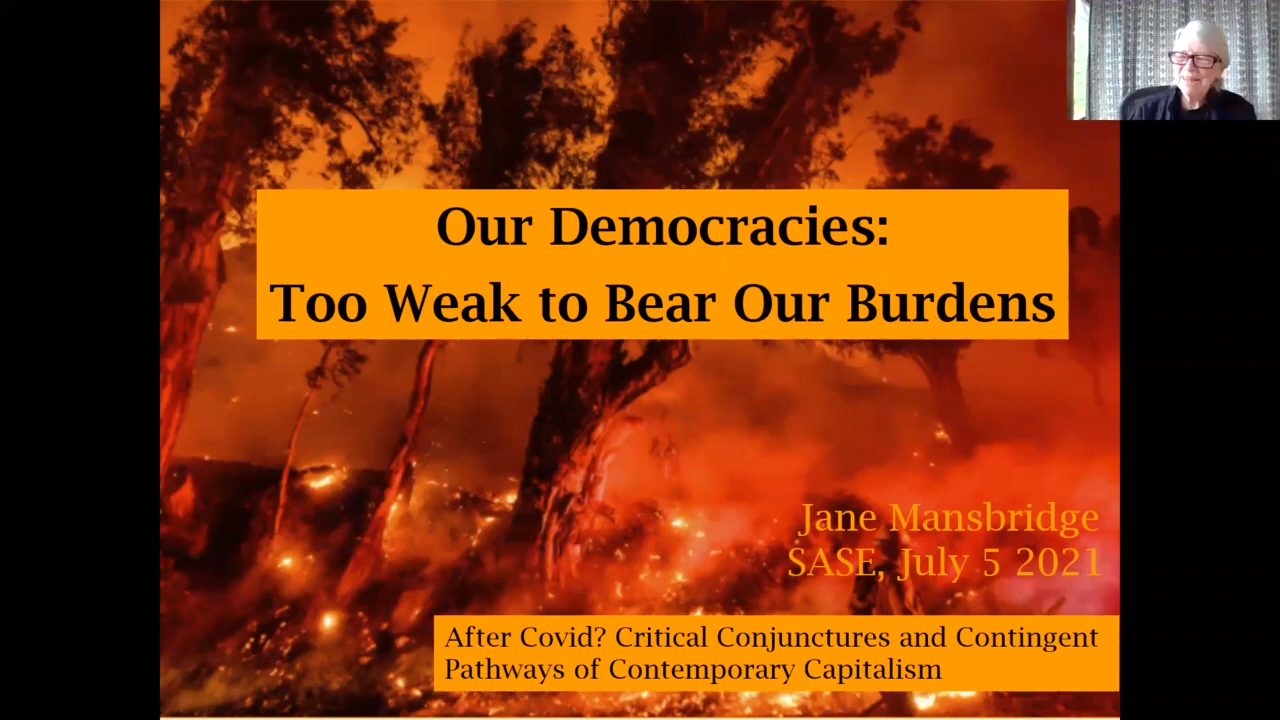 Our Democracies:
Too Weak to Bear Our Burdens
Jane Mansbridge
SASE, July 5 2021
After Covid? Critical Conjunctures and Contingent
Pathways of Contemporary Capitalism